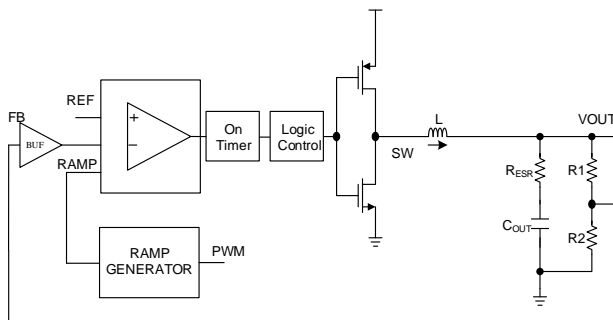 FB
BUF
REF
RAMP
+
−
On
Timer
Logic
Control
SW
L
VOUT
RESR
R1
COUT
R2
RAMP
GENERATOR
PWM